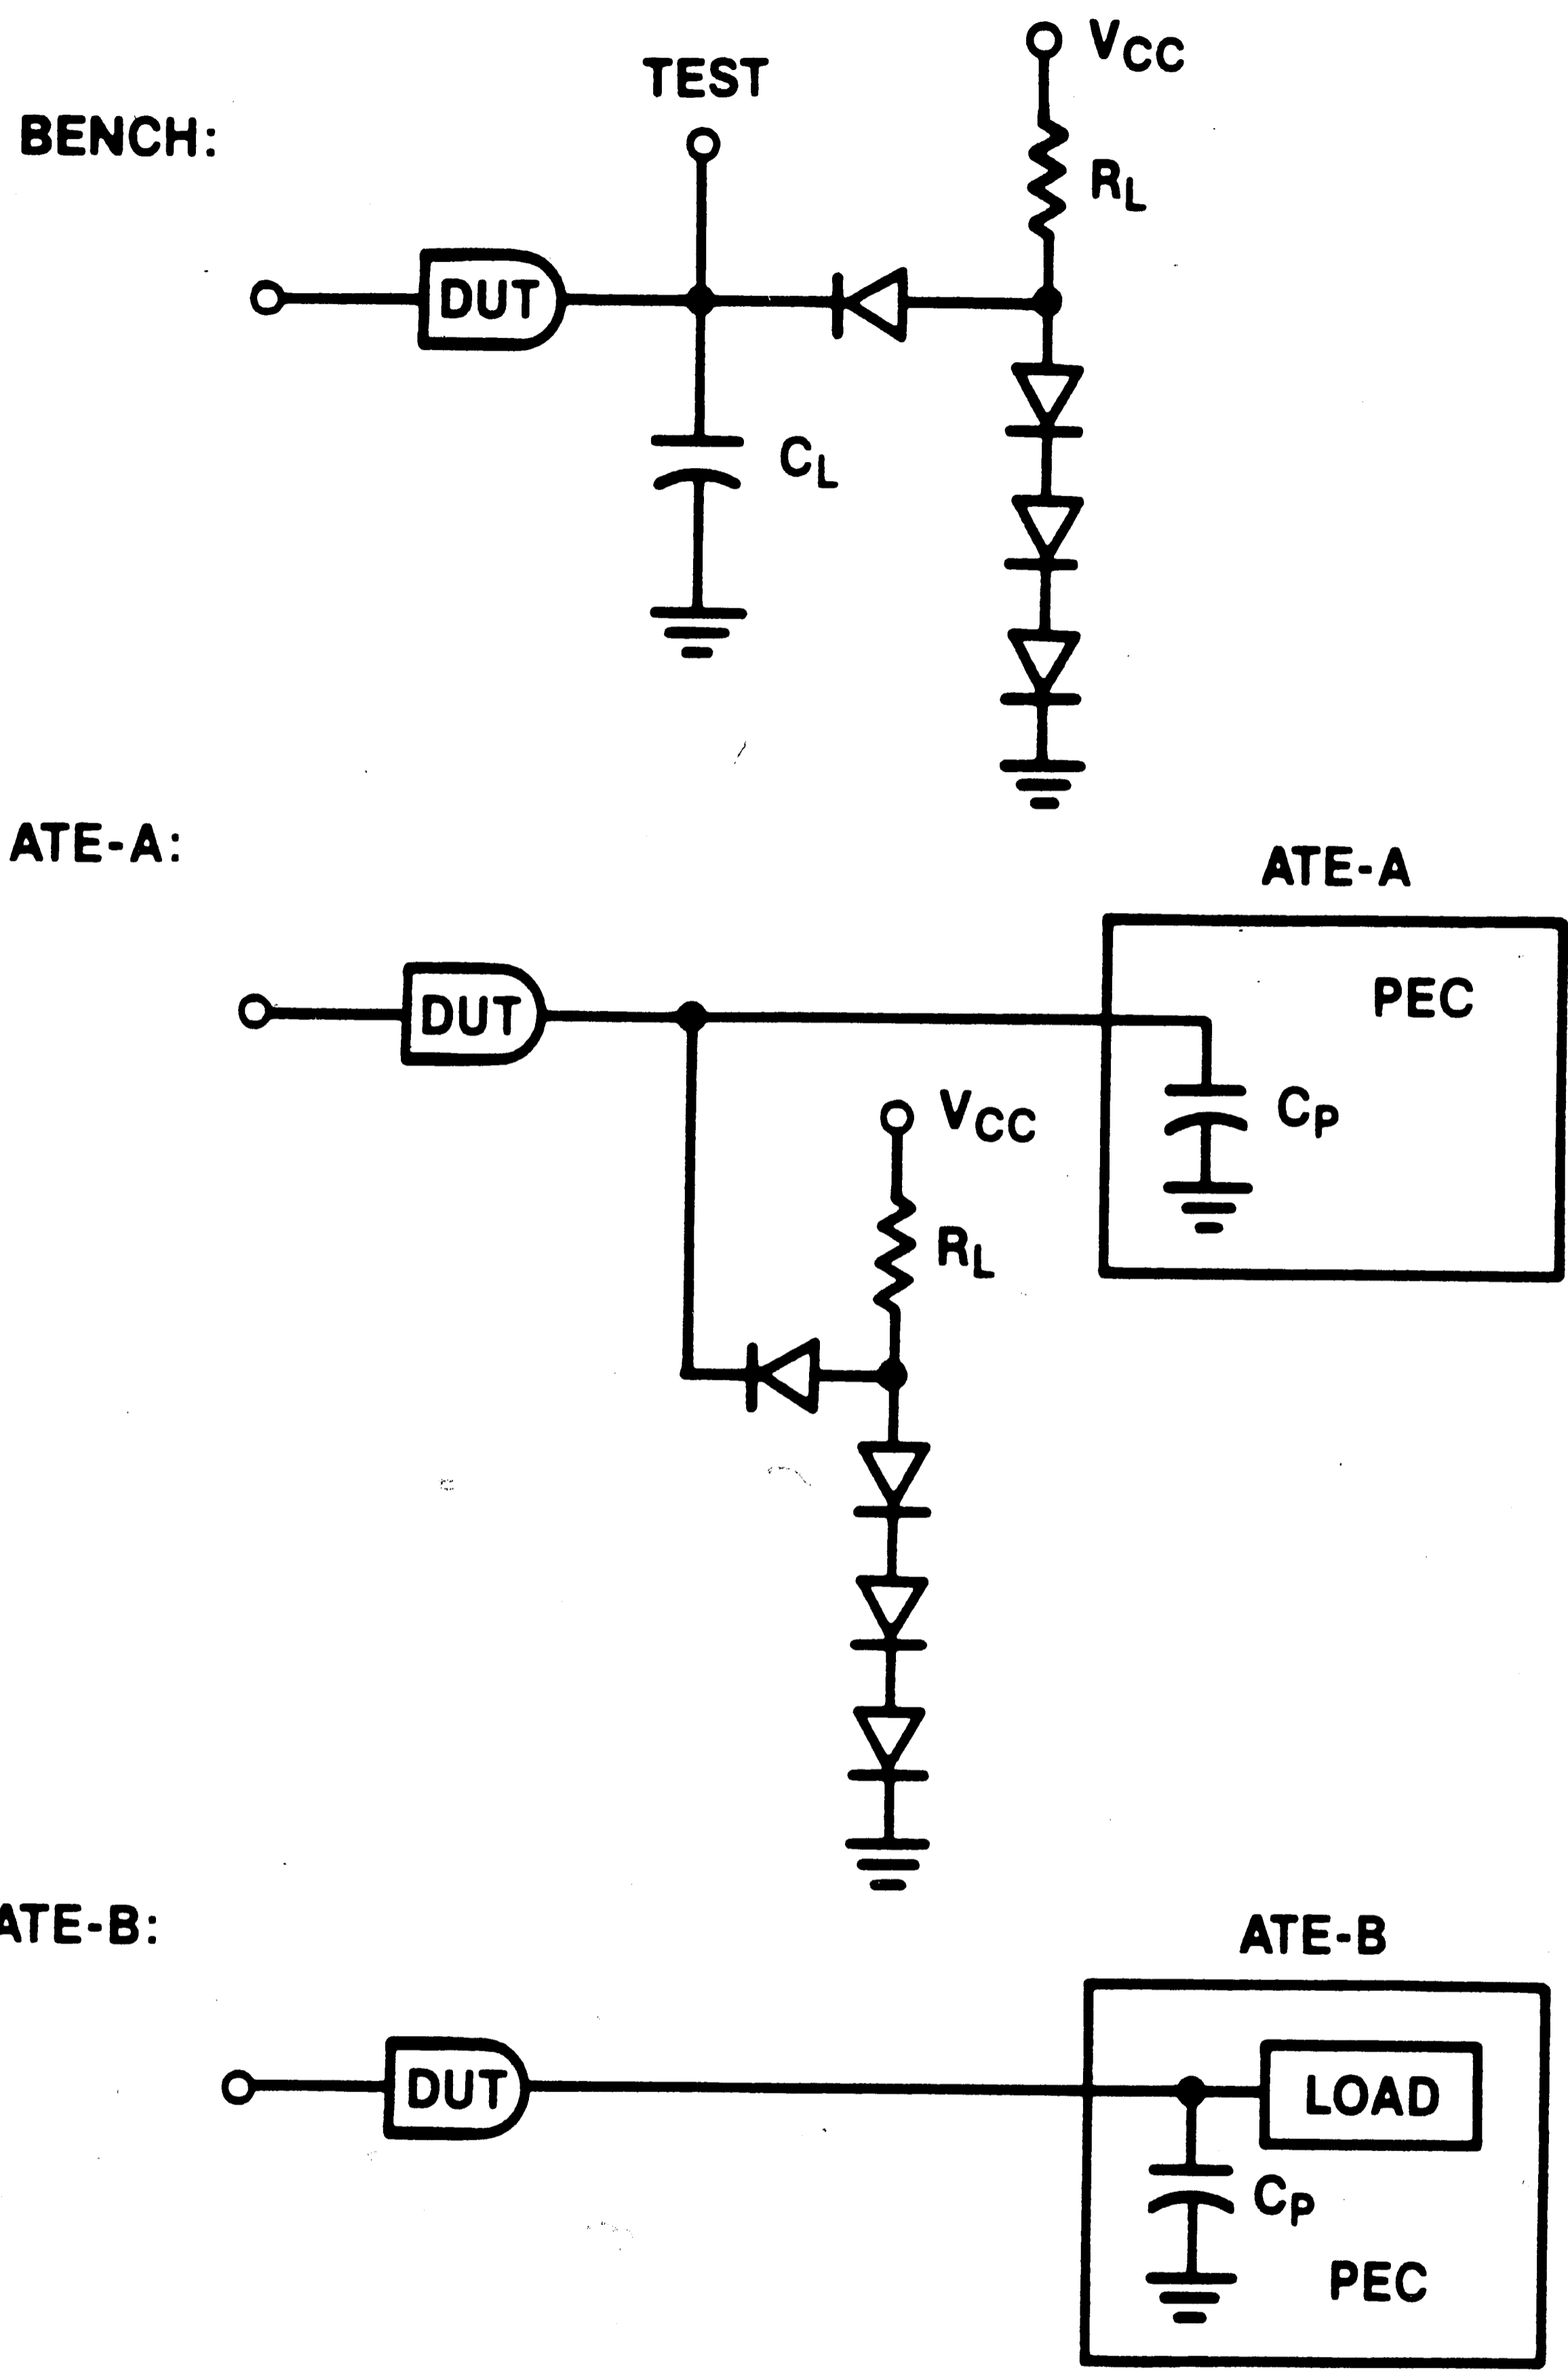 BENCH:
TEST
VCC
RL
DUT
CL
ATE-A:
ATE-A
PEC
DUT
CP
VCC
RL
ATE-B:
ATE-B
DUT
LOAD
CP
PEC